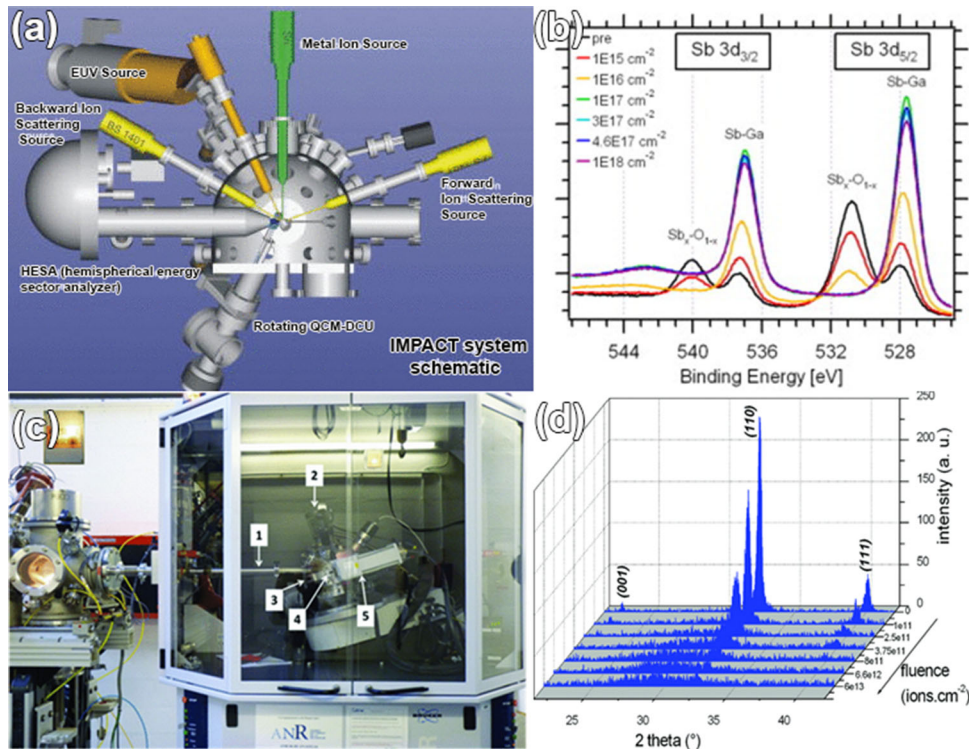 (a)
Metal Ion Source
EUV Source
Backward Ion
Scattering
Source
BS 1401
Forward
Ion Scattering
Source
HESA (hemispherical energy
sector analyzer)
Rotating QCM-DCU
IMPACT system
schematic
(b)
pre
1E15 cm-2
1E16 cm-2
1E17 cm-2
3E17 cm-2
4.6E17 cm-2
1E18 cm-2
Sb 3d3/2
Sb 3d5/2
Sb-Ga
Sb-Ga
Sbx-O1-x
Sbx-O1-x
544 540 536 532 528
Binding Energy [eV]
(c)
1
2
3
4
5
ANR
(d)
(001)
(110)
(111)
250
200
150
100
50
0
intensity (a. u.)
0
1e11
2.5e11
3.75e11
8e11
6.6e12
6e13
fluence
(ions.cm-2)
25 30 35 40
2 theta (°)